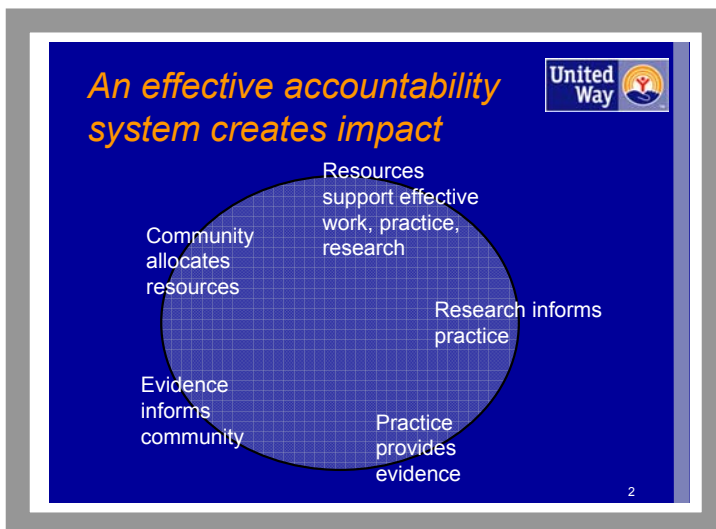 An effective accountability
system creates impact
United
Way
Resources
support effective
work, practice,
research
Community
allocates
resources
Research informs
practice
Evidence
informs
community
Practice
provides
evidence
2